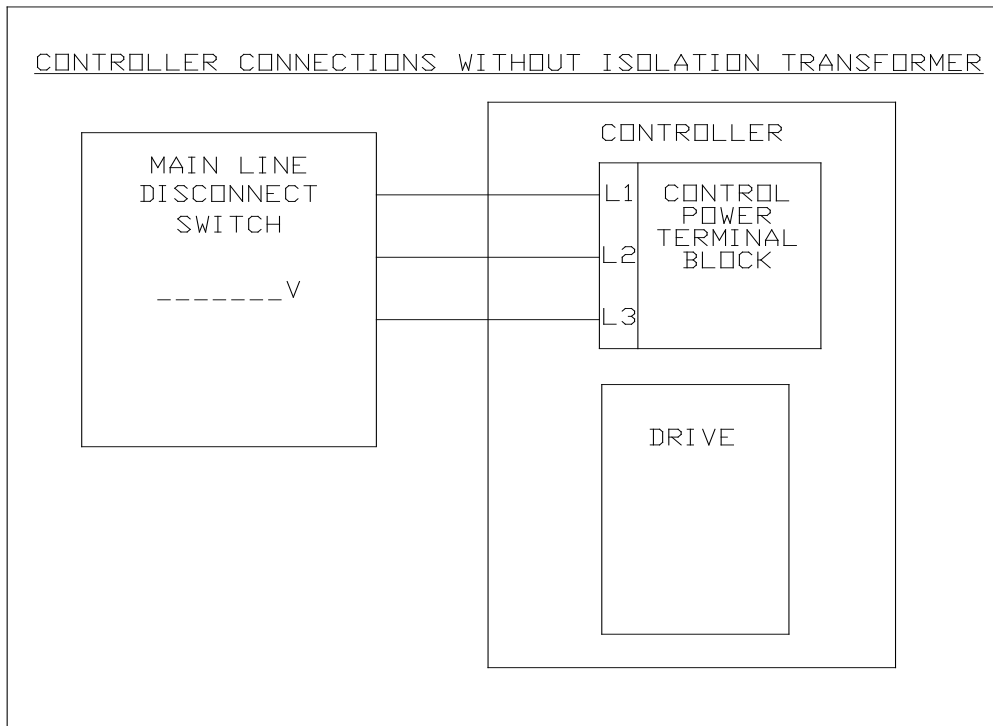 CONTROLLER CONNECTIONS WITHOUT ISOLATION TRANSFORMER
MAIN LINE
DISCONNECT
SWITCH
_______V
CONTROLLER
L1
L2
L3
CONTROL
POWER
TERMINAL
BLOCK
DRIVE